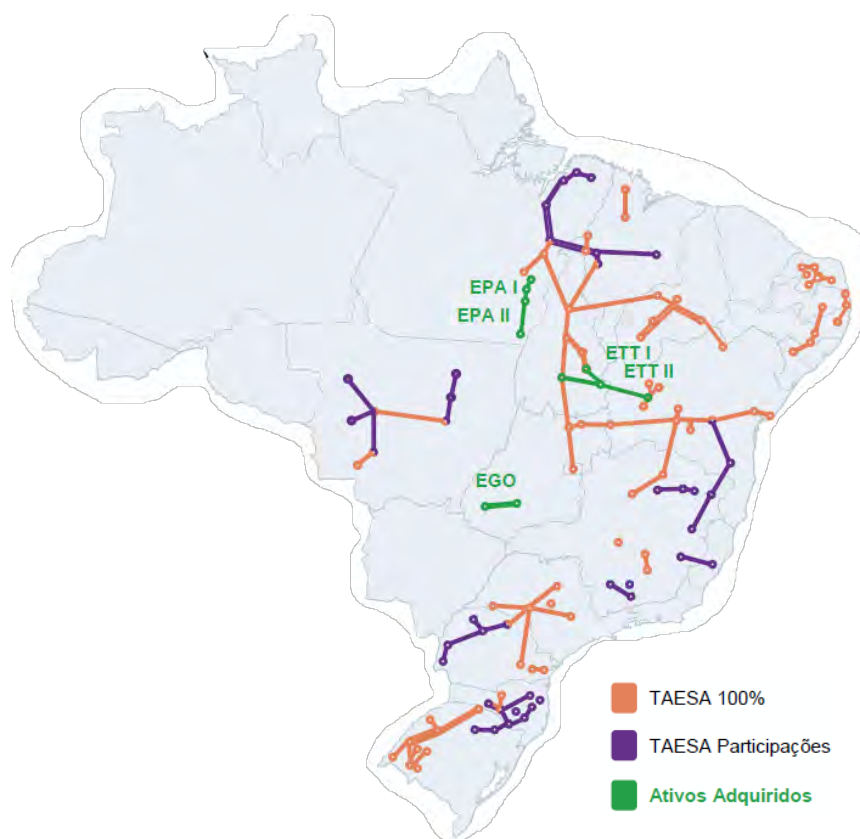 EPA I
EPA II
ETT I
ETT II
EGO
TAESA 100%
TAESA Participações
Ativos Adquiridos